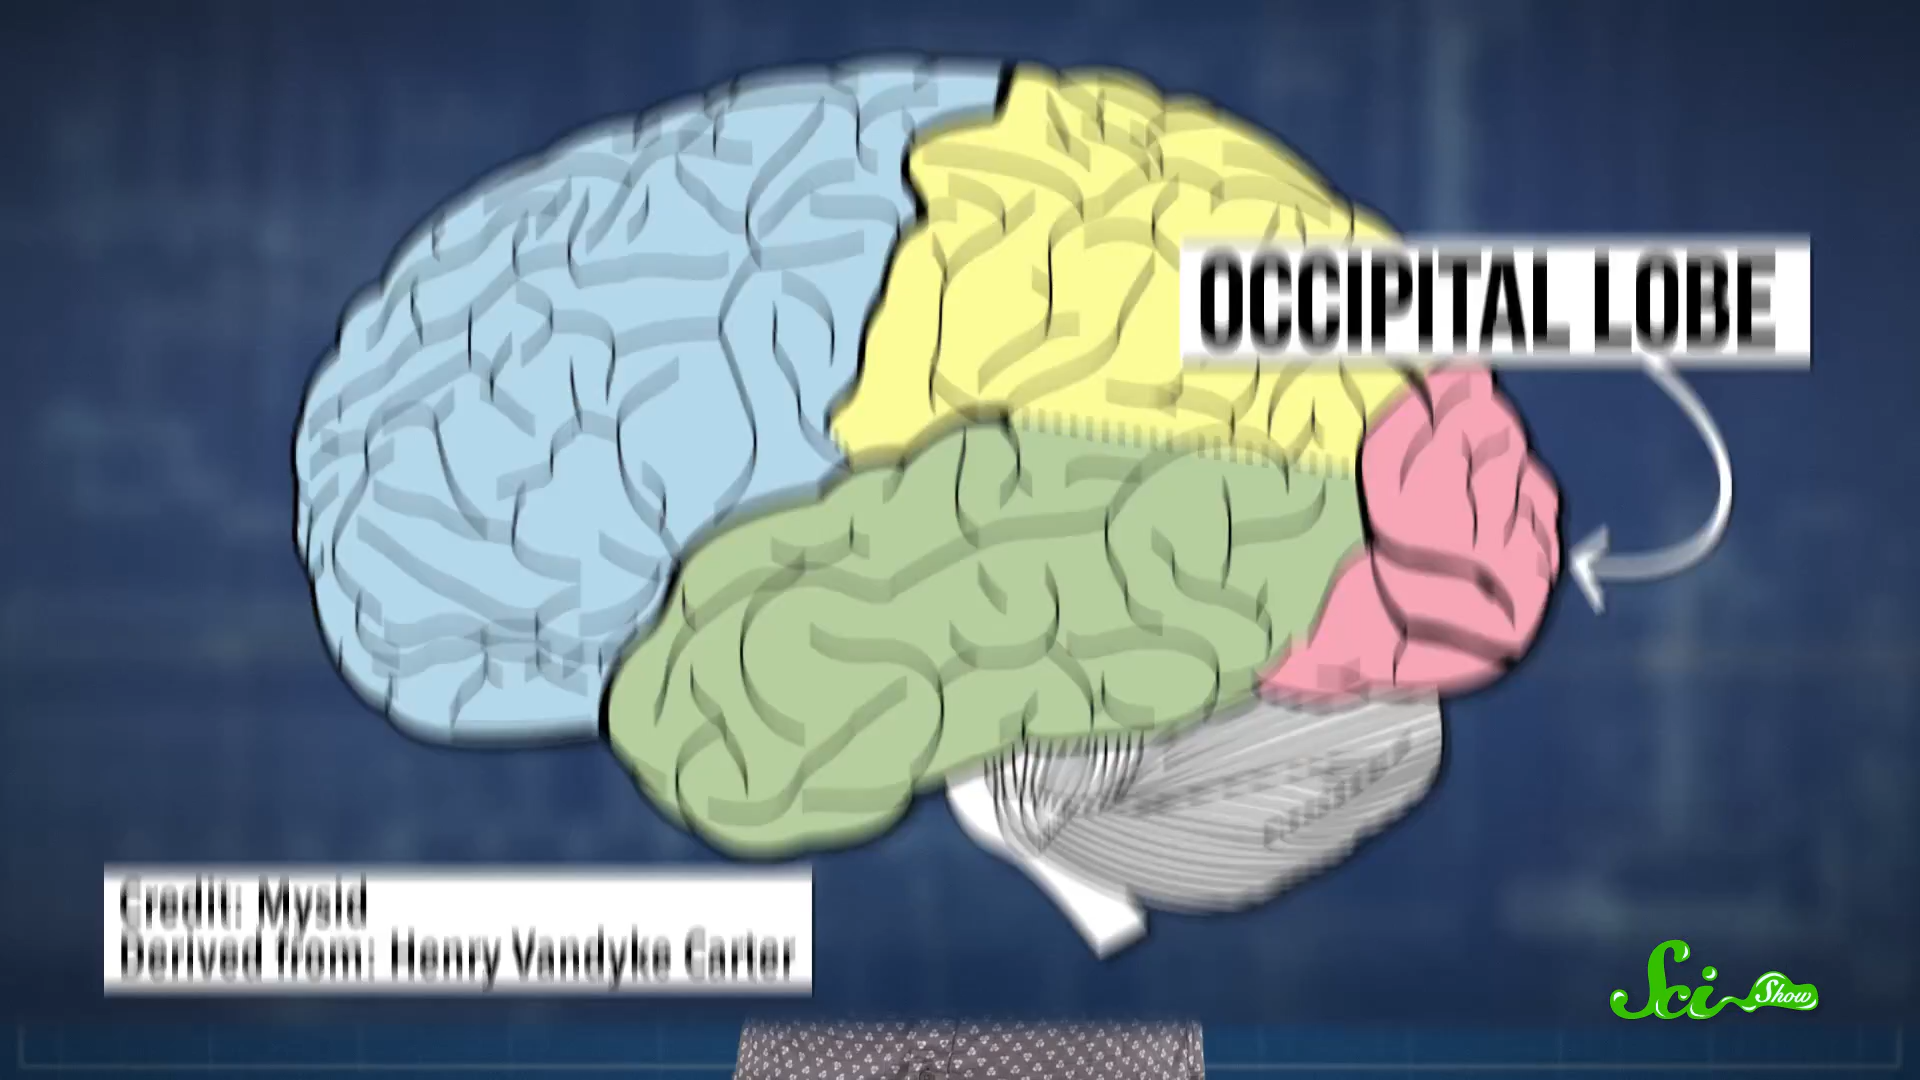 OCCIPITAL LOBE
Credit: Mysid
Derived from: Henry Vandyke Carter
SciShow